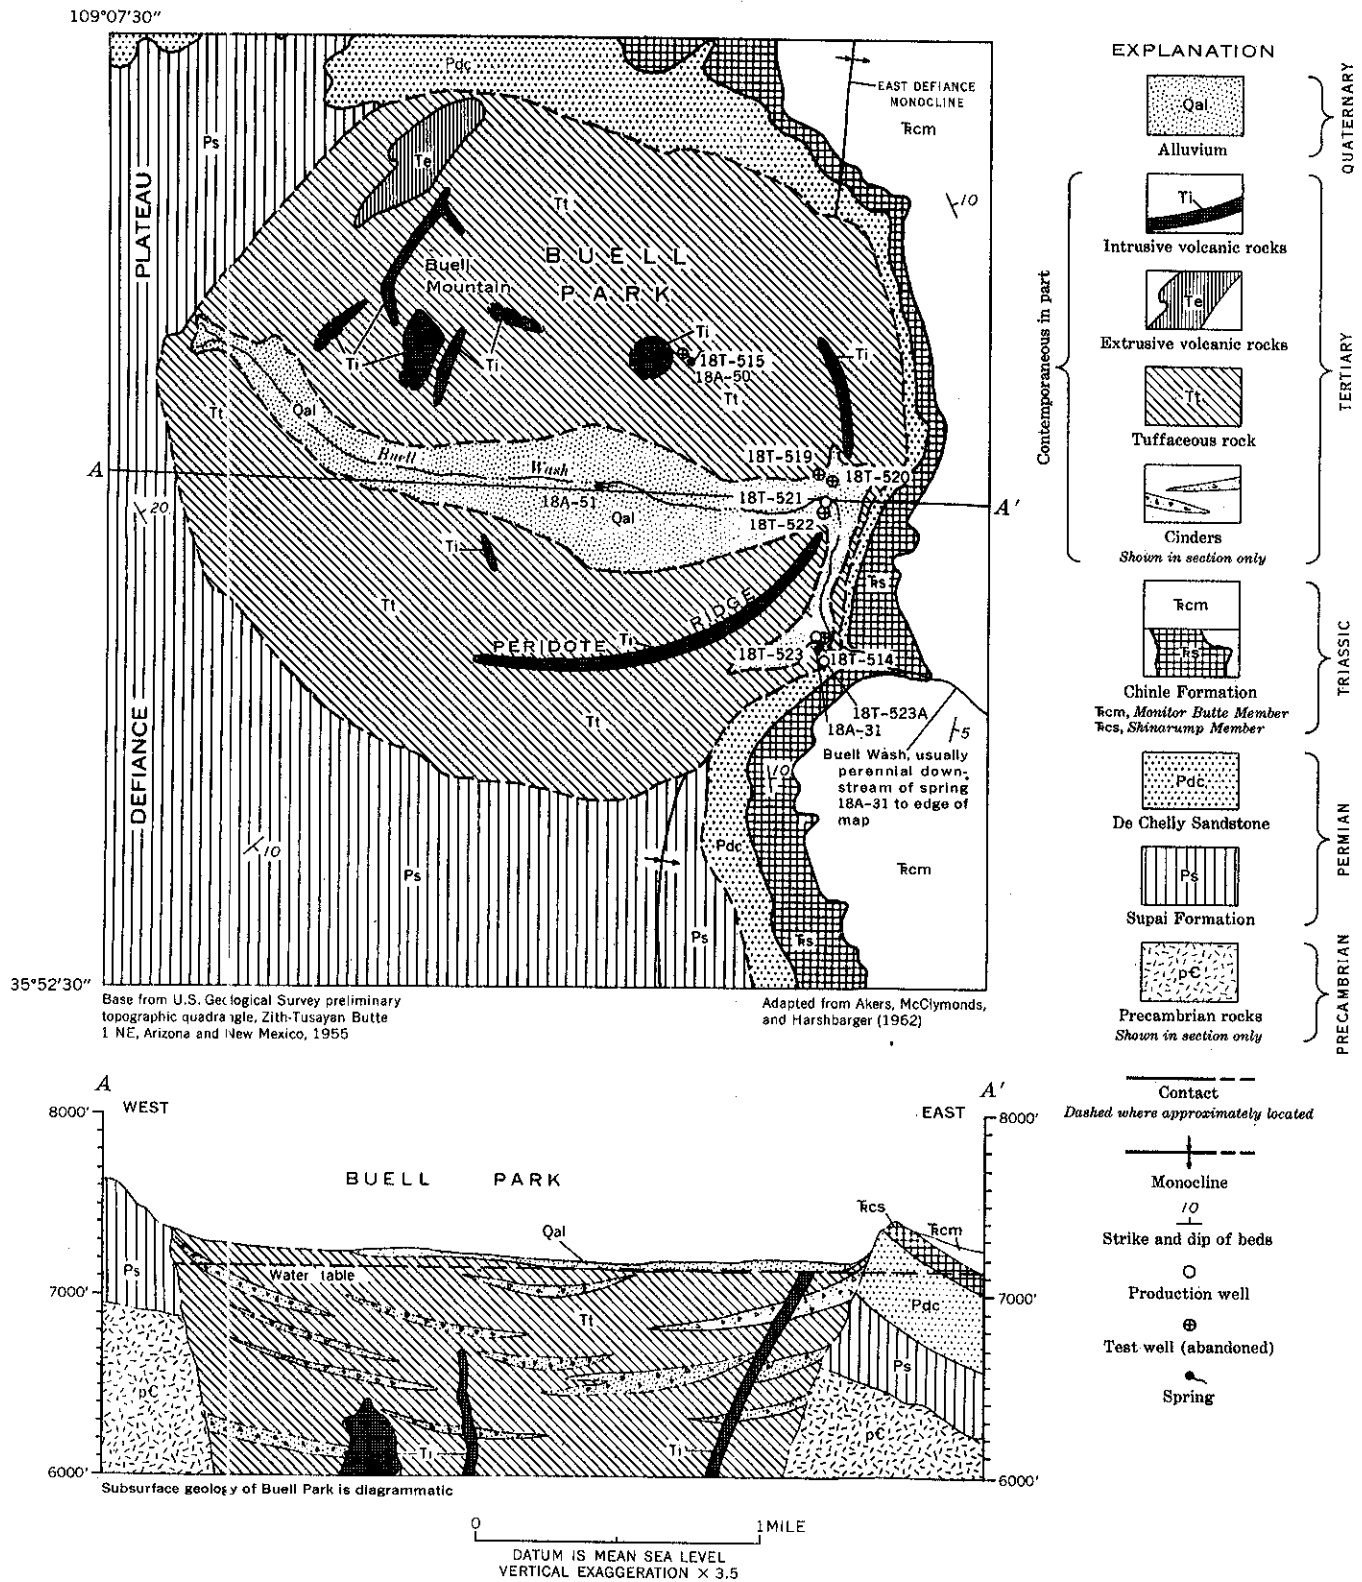 109°07'30"
35°52'30"
PLATEAU
DEFIANCE
Pdc
Ps
EAST DEFIANCE
MONOCLINE
Ꞧcm
10
Te
Tt
BUELL
PARK
Buell
Mountain
Ti
Ti
Ti
Ti
18T-515
18A-50
Tt
Ti
Tt
Qal
Buell
Wash
18T-519
18T-520
A
18A-51
18T-521
A'
Qal
18T-522
20
Ti
Tt
Ꞧs
RIDGE
PERIDOTE
Ti
18T-523
18T-514
Tt
18T-523A
18A-31
5
Buell Wash, usually
perennial down-
stream of spring
18A-31 to edge of
map
10
10
Pdc
Ps
Ꞧcm
Ps
Ꞧs
Base from U.S. Geological Survey preliminary
topographic quadrangle, Zith-Tusayan Butte
1 NE, Arizona and New Mexico, 1955
Adapted from Akers, McClymonds,
and Harshbarger (1962)
EXPLANATION
Qal
Alluvium
QUATERNARY
Ti
Intrusive volcanic rocks
Te
Extrusive volcanic rocks
Tt
Tuffaceous rock
Cinders
Shown in section only
Contemporaneous in part
TERTIARY
Ꞧcm
Ꞧs
Chinle Formation
Ꞧcm, Monitor Butte Member
Ꞧcs, Shinarump Member
TRIASSIC
Pdc
De Chelly Sandstone
Ps
Supai Formation
PERMIAN
p€
Precambrian rocks
Shown in section only
PRECAMBRIAN
Contact
Dashed where approximately located
Monocline
10
Strike and dip of beds
Production well
Test well (abandoned)
Spring
A
A'
8000'
WEST
EAST
8000'
BUELL PARK
Ꞧcs
Ꞧcm
Qal
Ps
Water table
7000'
7000'
Tt
Pdc
Ps
p€
p€
Ti
Ti
6000'
6000'
Subsurface geology of Buell Park is diagrammatic
0
1 MILE
DATUM IS MEAN SEA LEVEL
VERTICAL EXAGGERATION × 3.5